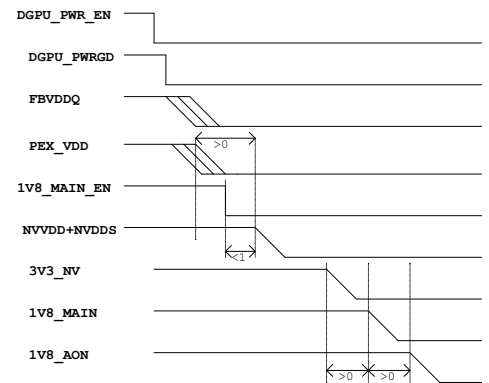 DGPU_PWR_EN
DGPU_PWRGD
FBVDDQ
>0
PEX_VDD
1V8_MAIN_EN
NVVDD+NVDDS
<1
3V3_NV
1V8_MAIN
1V8_AON
>0 >0